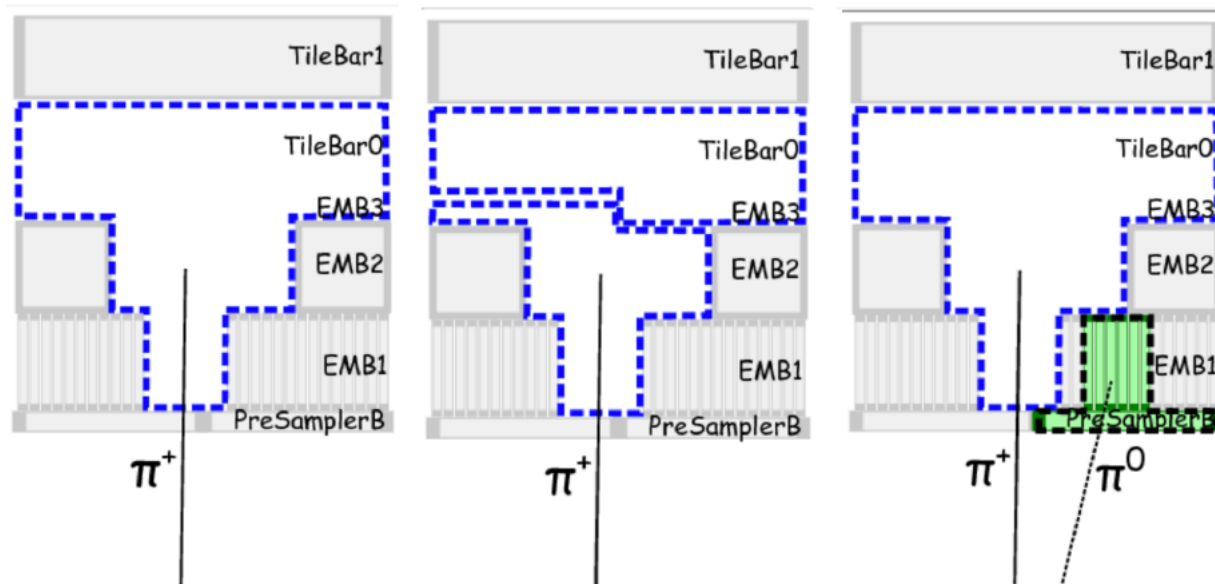 TileBar1
TileBar0
EMB3
EMB2
EMB1
PreSamplerB
π⁺
TileBar1
TileBar0
EMB3
EMB2
EMB1
PreSamplerB
π⁺
TileBar1
TileBar0
EMB3
EMB2
EMB1
PreSamplerB
π⁺ π⁰